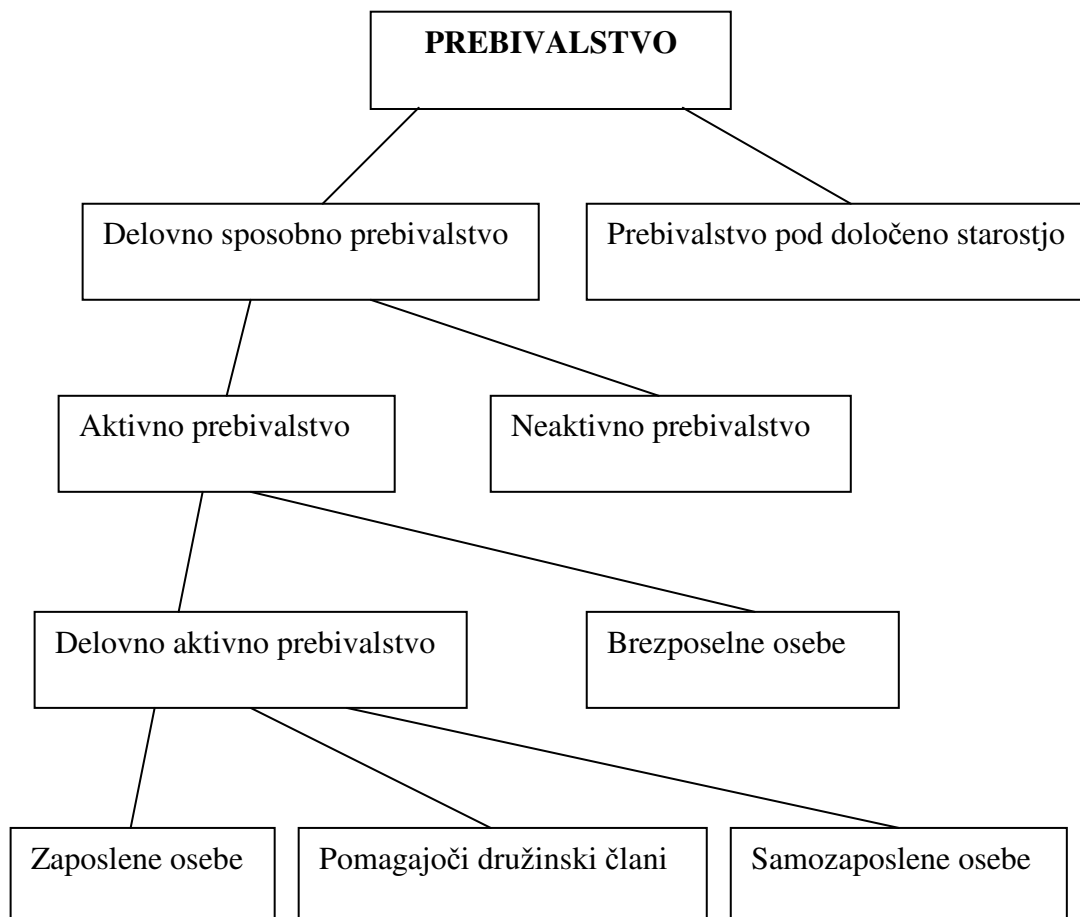 PREBIVALSTVO
Delovno sposobno prebivalstvo
Prebivalstvo pod določeno starostjo
Aktivno prebivalstvo
Neaktivno prebivalstvo
Delovno aktivno prebivalstvo
Brezposelne osebe
Zaposlene osebe
Pomagajoči družinski člani
Samozaposlene osebe